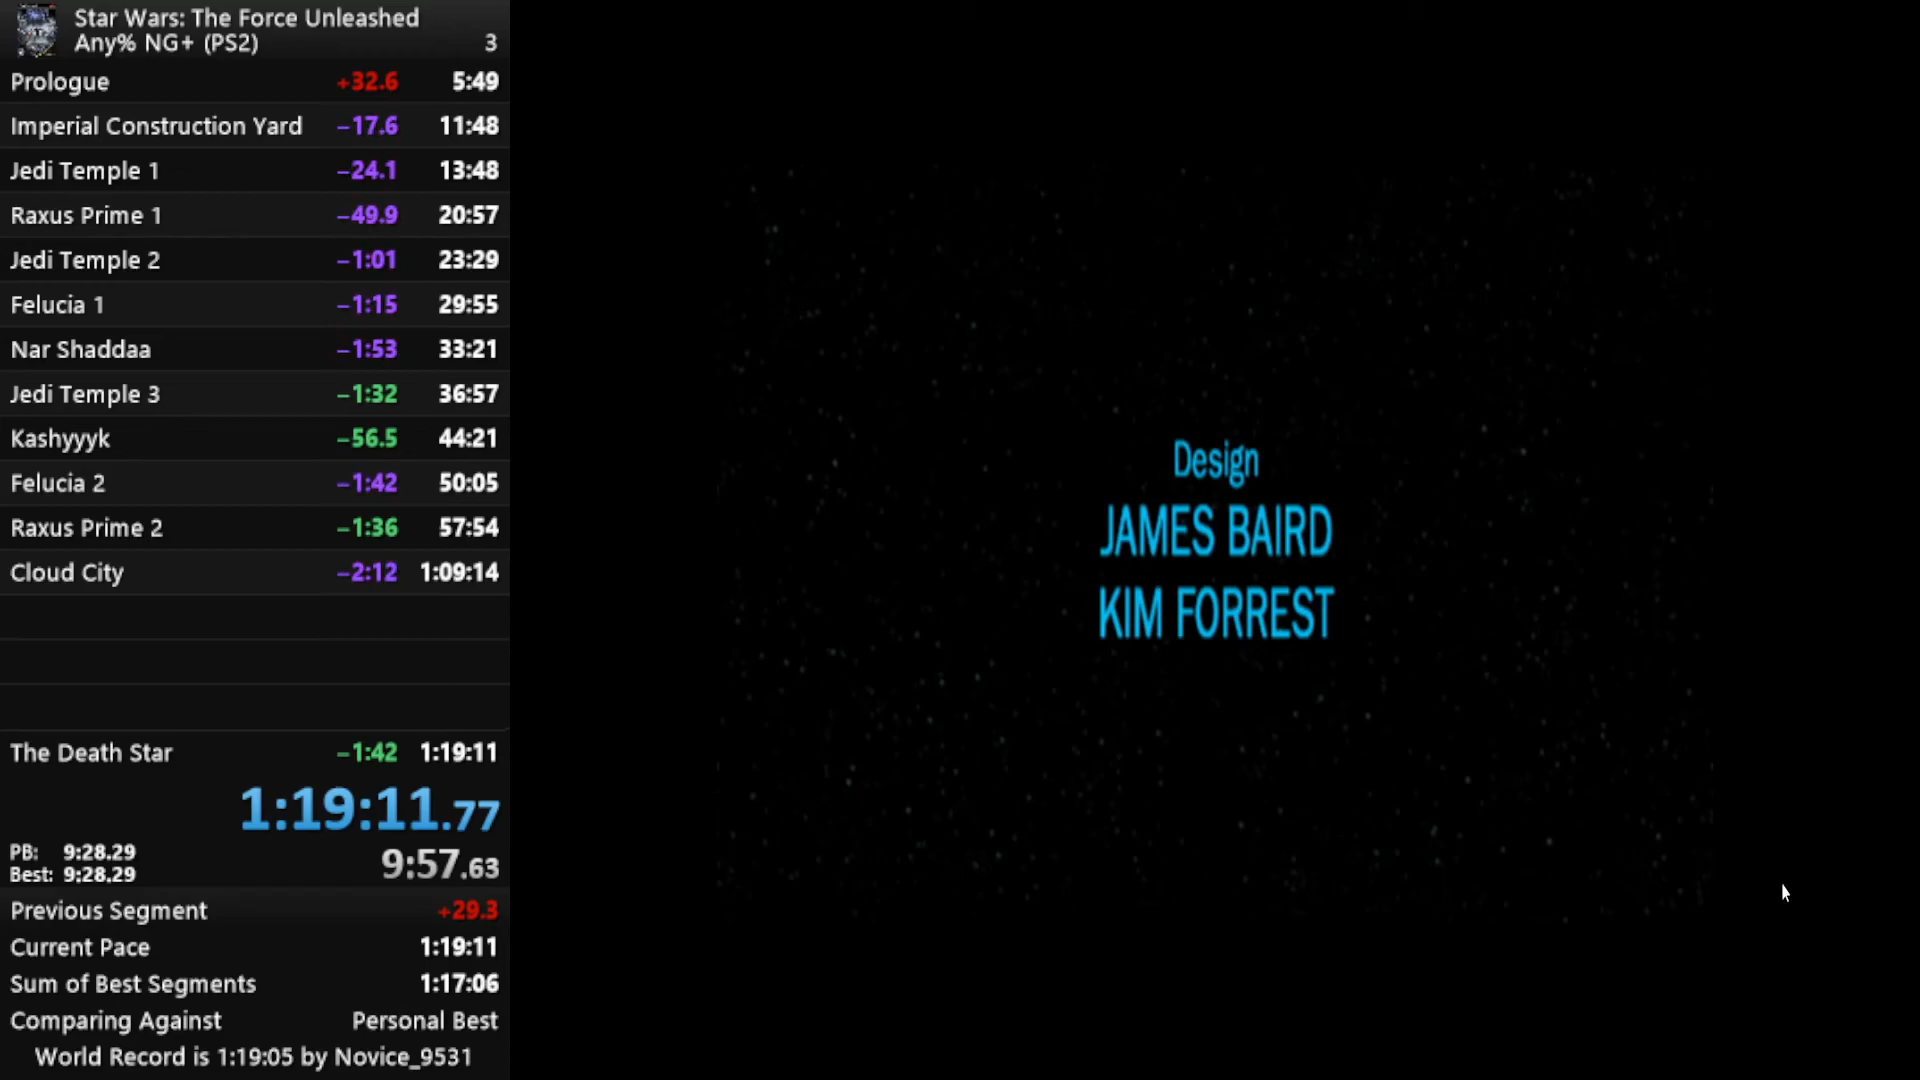 Star Wars: The Force Unleashed
Any% NG+ (PS2) 3
Prologue +32.6 5:49
Imperial Construction Yard −17.6 11:48
Jedi Temple 1 −24.1 13:48
Raxus Prime 1 −49.9 20:57
Jedi Temple 2 −1:01 23:29
Felucia 1 −1:15 29:55
Nar Shaddaa −1:53 33:21
Jedi Temple 3 −1:32 36:57
Kashyyyk −56.5 44:21
Felucia 2 −1:42 50:05
Raxus Prime 2 −1:36 57:54
Cloud City −2:12 1:09:14
The Death Star −1:42 1:19:11
1:19:11.77
PB: 9:28.29
Best: 9:28.29
9:57.63
Previous Segment +29.3
Current Pace 1:19:11
Sum of Best Segments 1:17:06
Comparing Against Personal Best
World Record is 1:19:05 by Novice_9531
Design
JAMES BAIRD
KIM FORREST